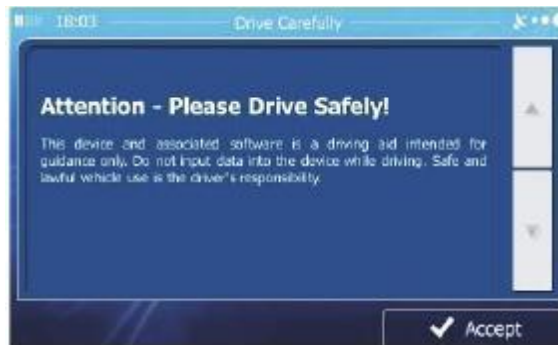 18:03 Drive Carefully
Attention - Please Drive Safely!
This device and associated software is a driving aid intended for
guidance only. Do not input data into the device while driving. Safe and
lawful vehicle use is the driver's responsibility.
Accept